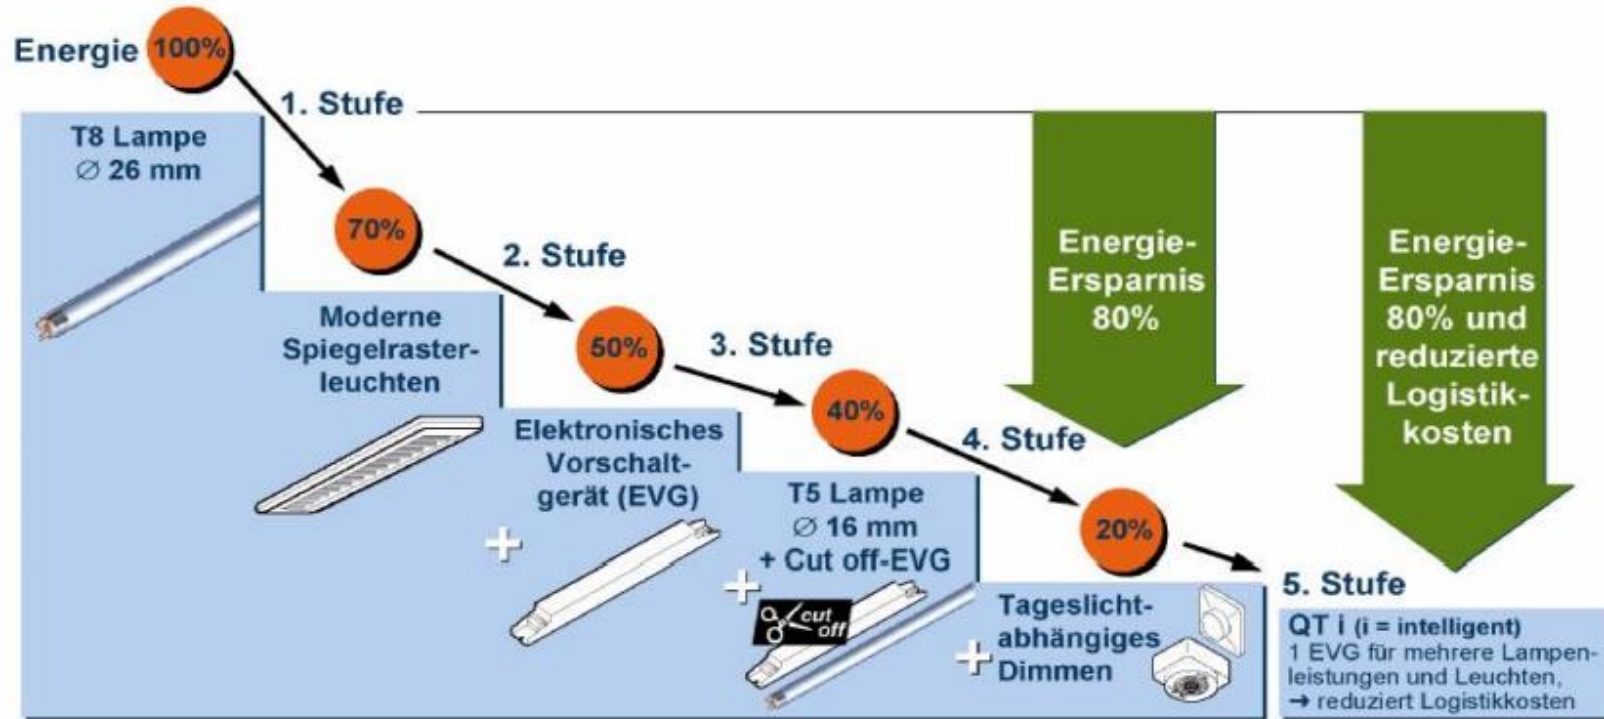 Energie 100%
1. Stufe
T8 Lampe
∅ 26 mm
70%
2. Stufe
Moderne
Spiegelraster-
leuchten
50%
3. Stufe
+
Elektronisches
Vorschalt-
gerät (EVG)
40%
4. Stufe
+
T5 Lampe
∅ 16 mm
+ Cut off-EVG
cut
off
20%
+
Tageslicht-
abhängiges
Dimmen
5. Stufe
QT i (i = intelligent)
1 EVG für mehrere Lampen-
leistungen und Leuchten,
→ reduziert Logistikkosten
Energie-
Ersparnis
80%
Energie-
Ersparnis
80% und
reduzierte
Logistik-
kosten